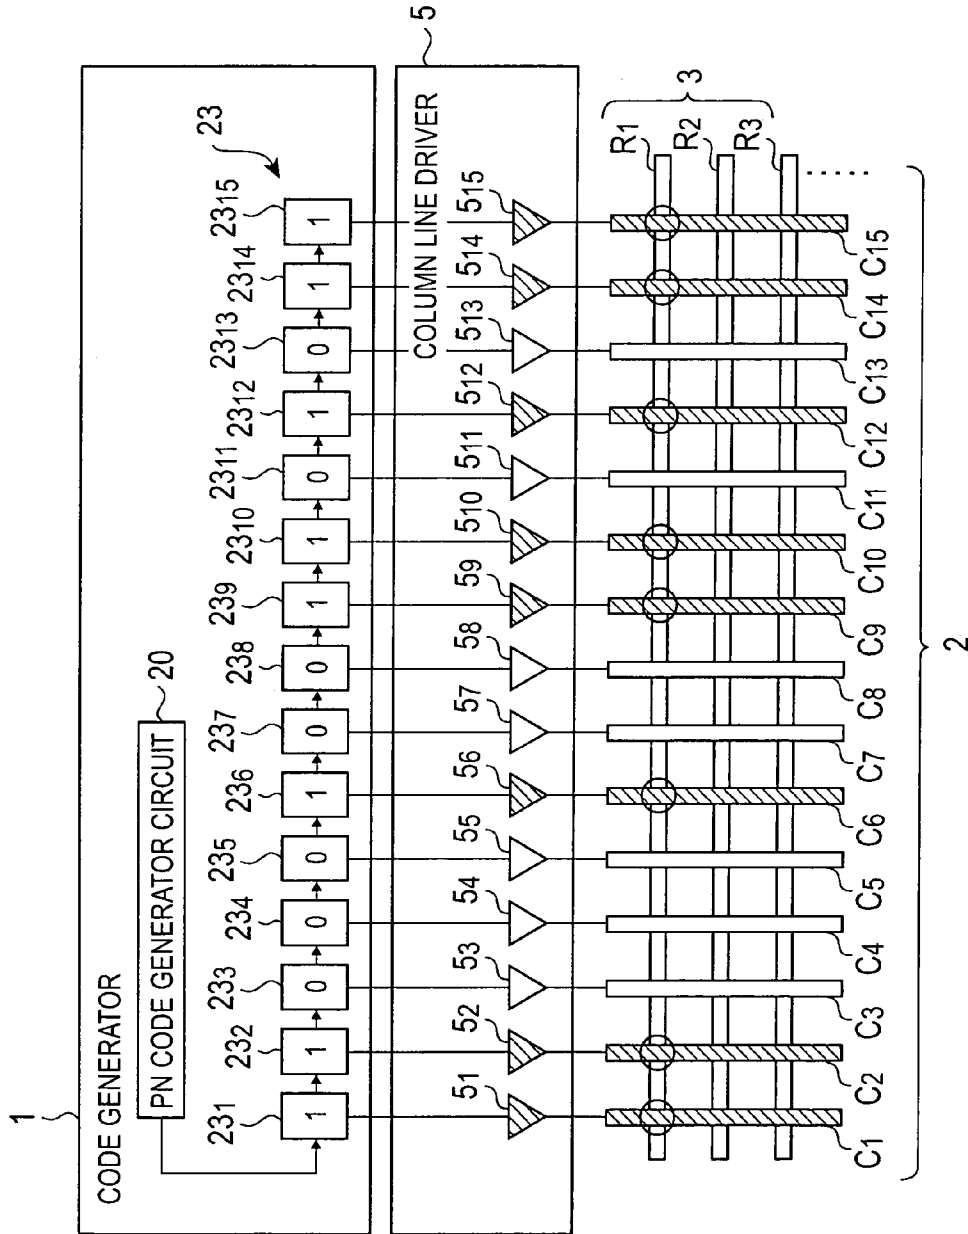 1
CODE GENERATOR
PN CODE GENERATOR CIRCUIT
20
23
231 232 233 234 235 236 237 238 239 2310 2311 2312 2313 2314 2315
1 1 0 0 0 1 0 0 1 1 0 1 0 1 1
5
COLUMN LINE DRIVER
51 52 53 54 55 56 57 58 59 510 511 512 513 514 515
3
R1
R2
R3
.....
C1 C2 C3 C4 C5 C6 C7 C8 C9 C10 C11 C12 C13 C14 C15
2